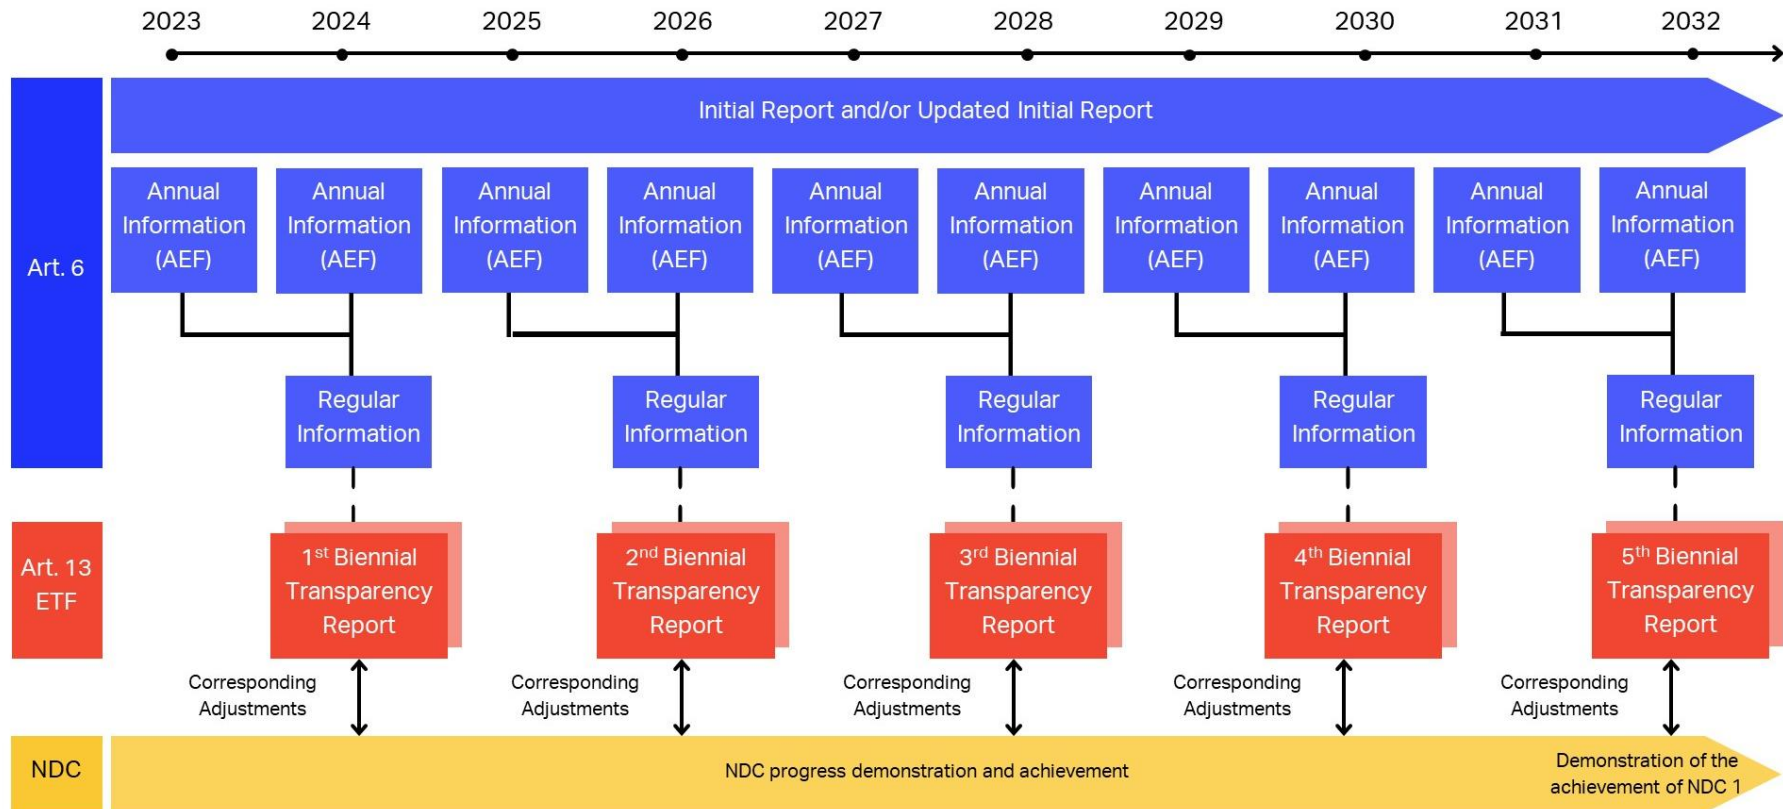 2023 2024 2025 2026 2027 2028 2029 2030 2031 2032
Initial Report and/or Updated Initial Report
Art. 6
Annual
Information
(AEF)
Annual
Information
(AEF)
Annual
Information
(AEF)
Annual
Information
(AEF)
Annual
Information
(AEF)
Annual
Information
(AEF)
Annual
Information
(AEF)
Annual
Information
(AEF)
Annual
Information
(AEF)
Annual
Information
(AEF)
Regular
Information
Regular
Information
Regular
Information
Regular
Information
Regular
Information
Art. 13
ETF
1st Biennial
Transparency
Report
2nd Biennial
Transparency
Report
3rd Biennial
Transparency
Report
4th Biennial
Transparency
Report
5th Biennial
Transparency
Report
Corresponding
Adjustments
Corresponding
Adjustments
Corresponding
Adjustments
Corresponding
Adjustments
Corresponding
Adjustments
NDC
NDC progress demonstration and achievement
Demonstration of the
achievement of NDC 1